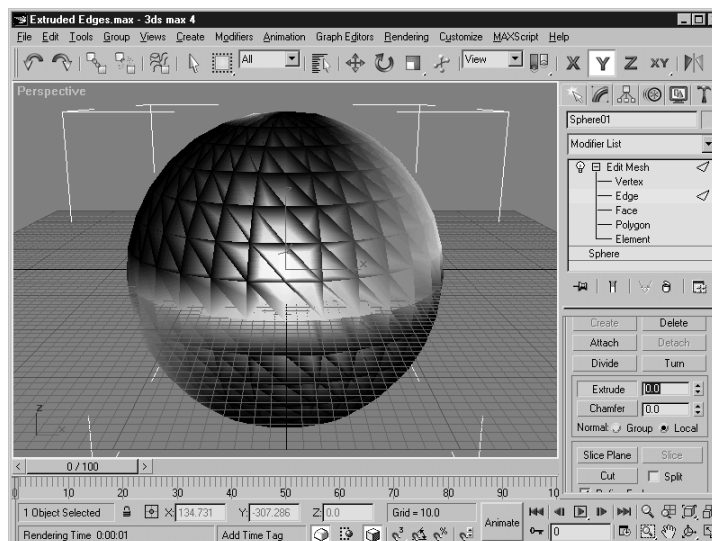 Extruded Edges.max - 3ds max 4
File Edit Tools Group Views Create Modifiers Animation Graph Editors Rendering Customize MAXScript Help
All
View
X Y Z XY
Perspective
Sphere01
Modifier List
Edit Mesh
Vertex
Edge
Face
Polygon
Element
Sphere
Create Delete
Attach Detach
Divide Turn
Extrude 0.0
Chamfer 0.0
Normal: Group Local
Slice Plane Slice
Cut Split
z
x
0 / 100
0 10 20 30 40 50 60 70 80 90
1 Object Selected X: 134.731 Y: -307.286 Z: 0.0 Grid = 10.0
Animate
Rendering Time 0:00:01 Add Time Tag
0